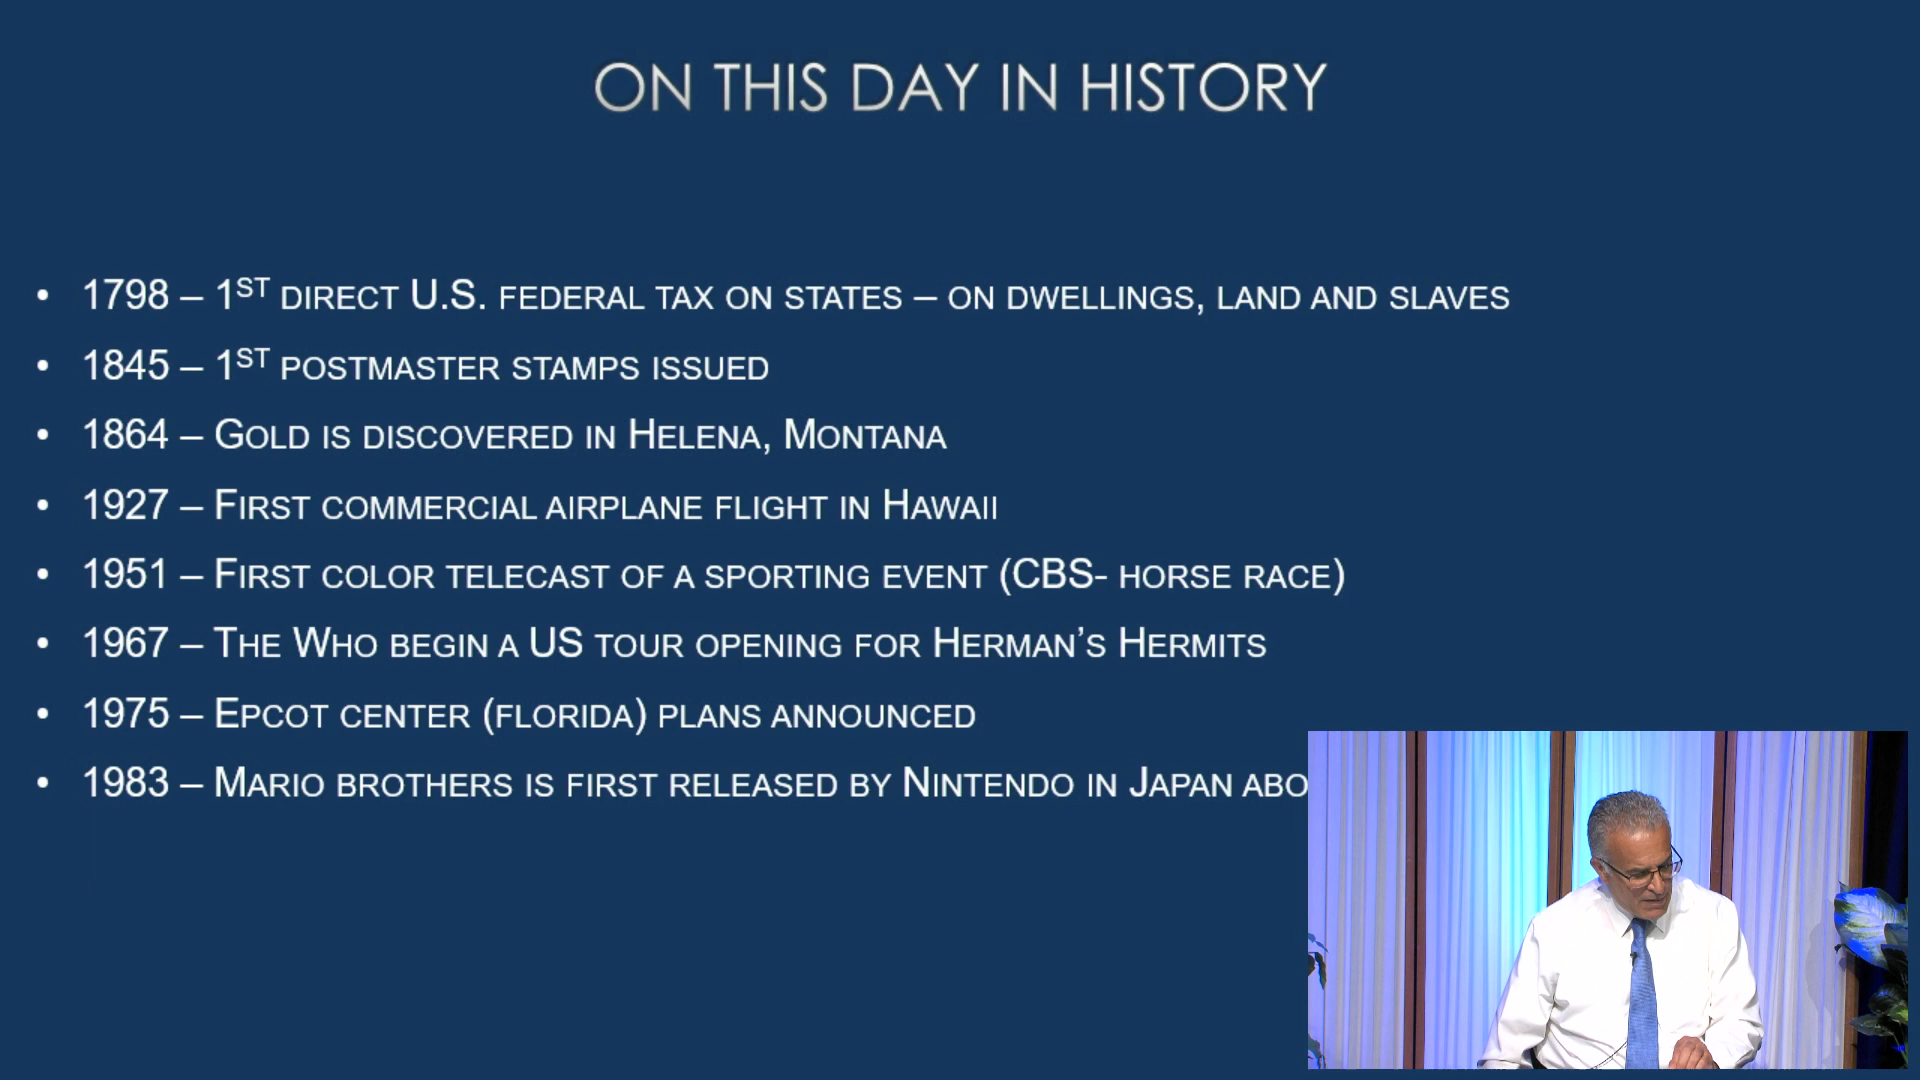 ON THIS DAY IN HISTORY
• 1798 – 1ST DIRECT U.S. FEDERAL TAX ON STATES – ON DWELLINGS, LAND AND SLAVES
• 1845 – 1ST POSTMASTER STAMPS ISSUED
• 1864 – GOLD IS DISCOVERED IN HELENA, MONTANA
• 1927 – FIRST COMMERCIAL AIRPLANE FLIGHT IN HAWAII
• 1951 – FIRST COLOR TELECAST OF A SPORTING EVENT (CBS- HORSE RACE)
• 1967 – THE WHO BEGIN A US TOUR OPENING FOR HERMAN'S HERMITS
• 1975 – EPCOT CENTER (FLORIDA) PLANS ANNOUNCED
• 1983 – MARIO BROTHERS IS FIRST RELEASED BY NINTENDO IN JAPAN